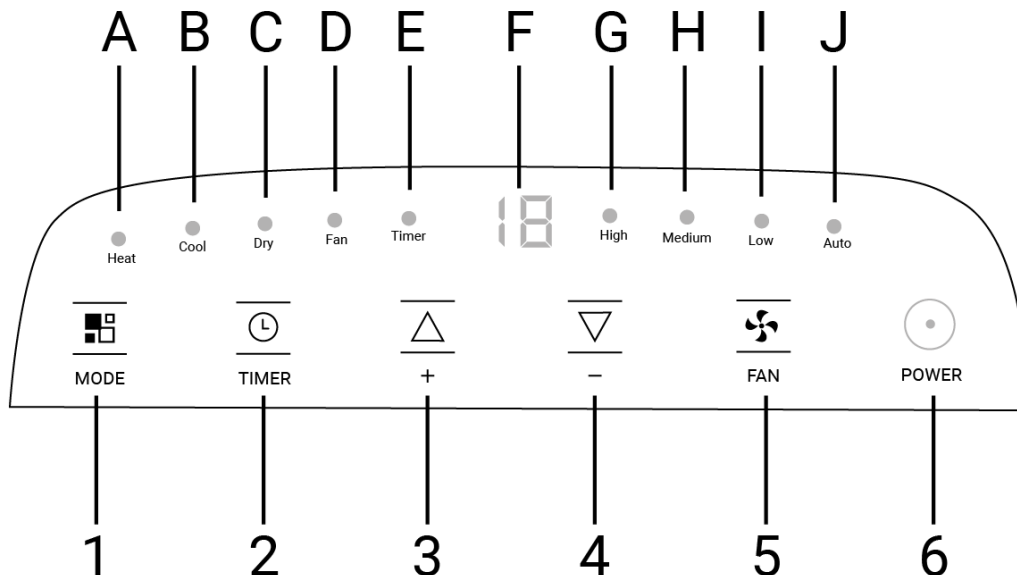 A B C D E F G H I J
18
Heat Cool Dry Fan Timer High Medium Low Auto
MODE TIMER + − FAN POWER
1 2 3 4 5 6